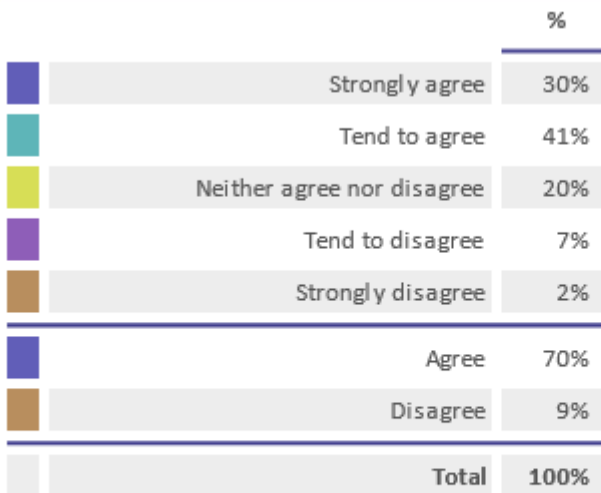 %
Strongly agree 30%
Tend to agree 41%
Neither agree nor disagree 20%
Tend to disagree 7%
Strongly disagree 2%
Agree 70%
Disagree 9%
Total 100%